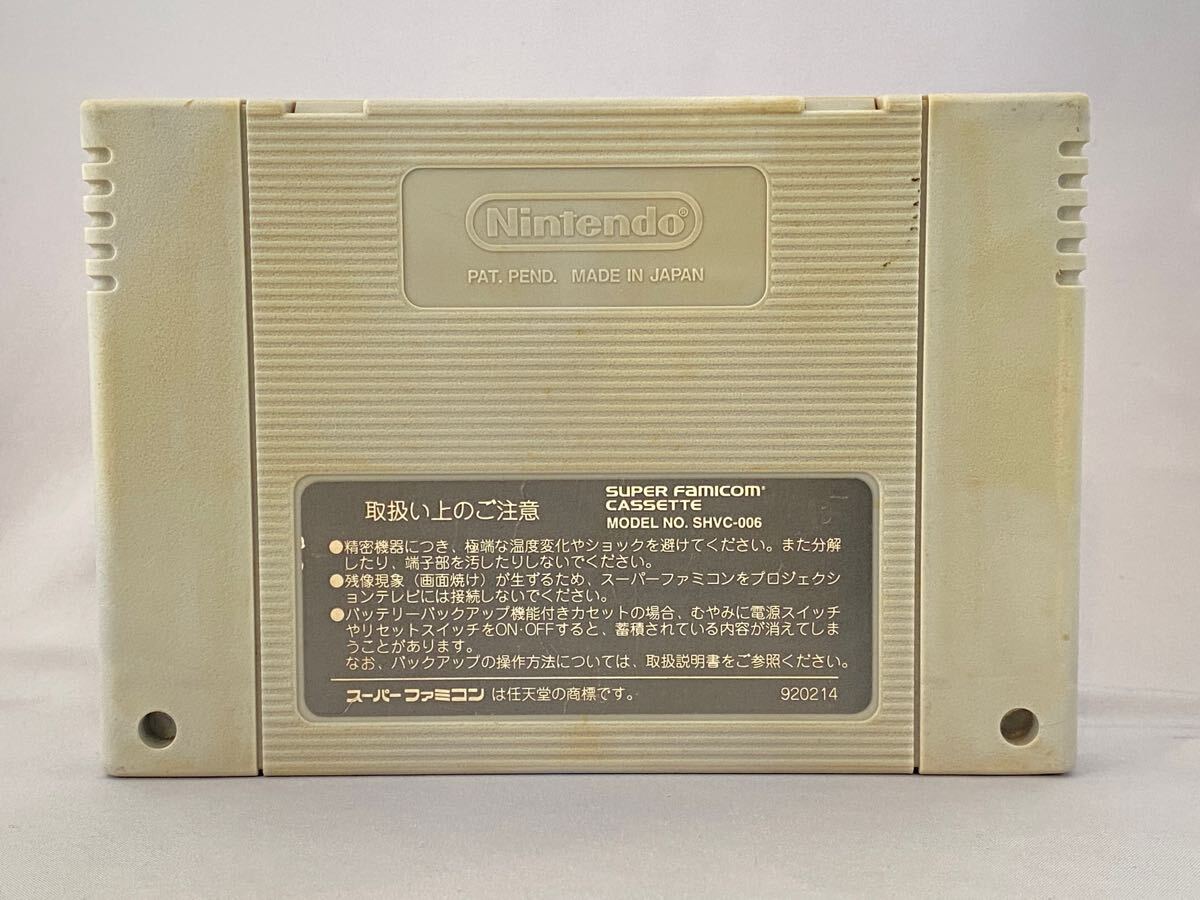 Nintendo®
PAT. PEND. MADE IN JAPAN
取扱い上のご注意
SUPER FAMICOM
CASSETTE
MODEL NO. SHVC-006
●精密機器につき、極端な温度変化やショックを避けてください。また分解
したり、端子部を汚したりしないでください。
●残像現象（画面焼け）が生ずるため、スーパーファミコンをプロジェクシ
ョンテレビには接続しないでください。
●バッテリーバックアップ機能付きカセットの場合、むやみに電源スイッチ
やリセットスイッチをON・OFFすると、蓄積されている内容が消えてしま
うことがあります。
なお、バックアップの操作方法については、取扱説明書をご参照ください。
スーパーファミコン は任天堂の商標です。 920214